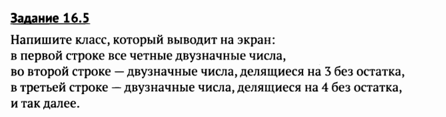 Задание 16.5
Напишите класс, который выводит на экран:
в первой строке все четные двузначные числа,
во второй строке — двузначные числа, делящиеся на 3 без остатка,
в третьей строке — двузначные числа, делящиеся на 4 без остатка,
и так далее.